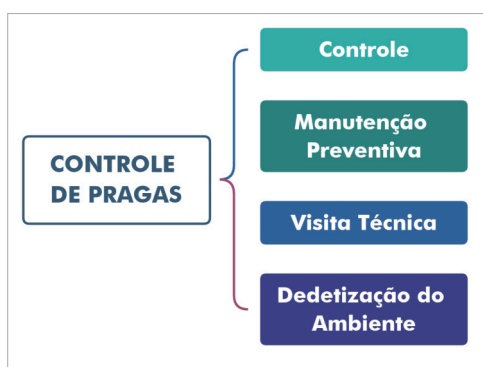 CONTROLE
DE PRAGAS
Controle
Manutenção
Preventiva
Visita Técnica
Dedetização do
Ambiente